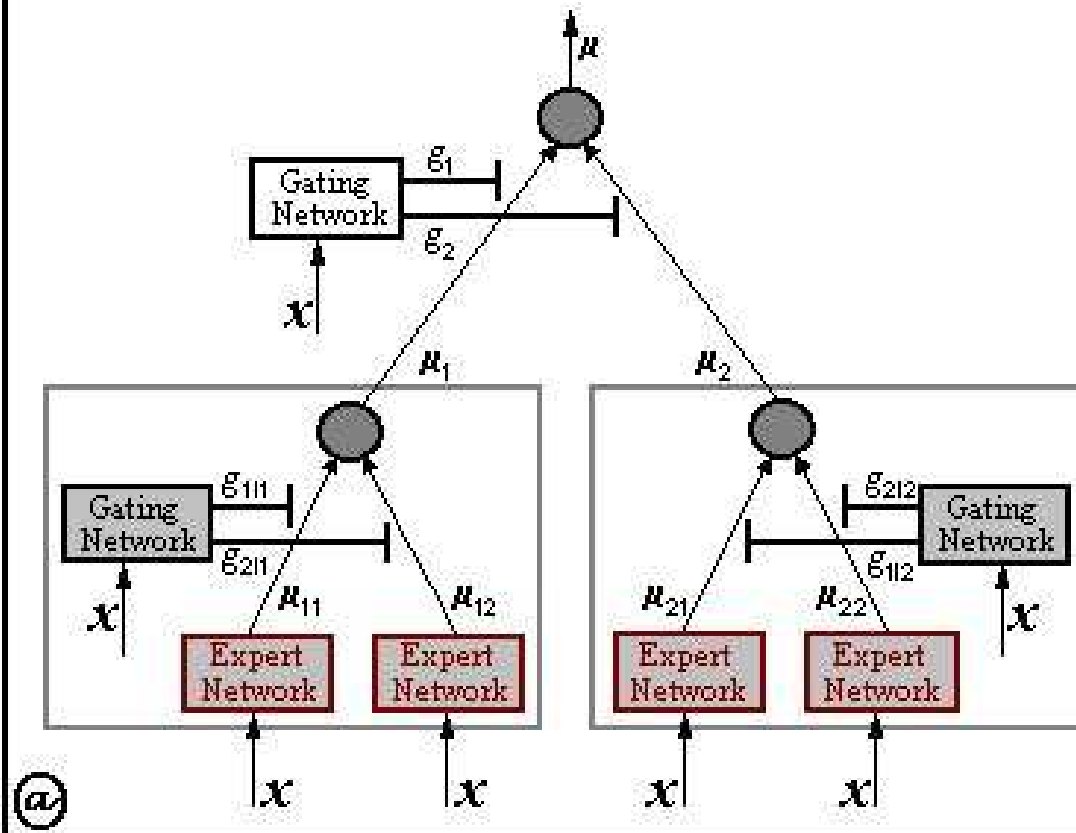 μ
g1
Gating
Network
g2
x
μ1
μ2
g1|1
Gating
Network
g2|1
x
μ11
μ12
Expert
Network
Expert
Network
x
x
g2|2
Gating
Network
g1|2
x
μ21
μ22
Expert
Network
Expert
Network
x
x
a